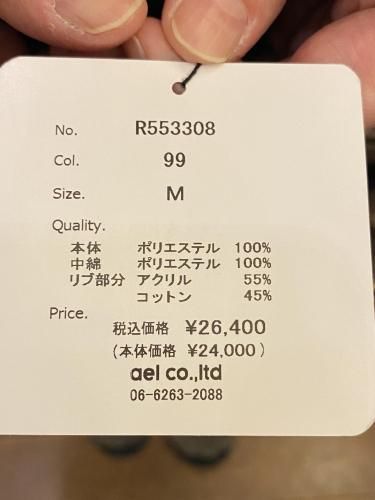 No. R553308
Col. 99
Size. M
Quality.
本体 ポリエステル 100%
中綿 ポリエステル 100%
リブ部分 アクリル 55%
コットン 45%
Price.
税込価格 ¥26,400
(本体価格 ¥24,000)
ael co.,ltd
06-6263-2088